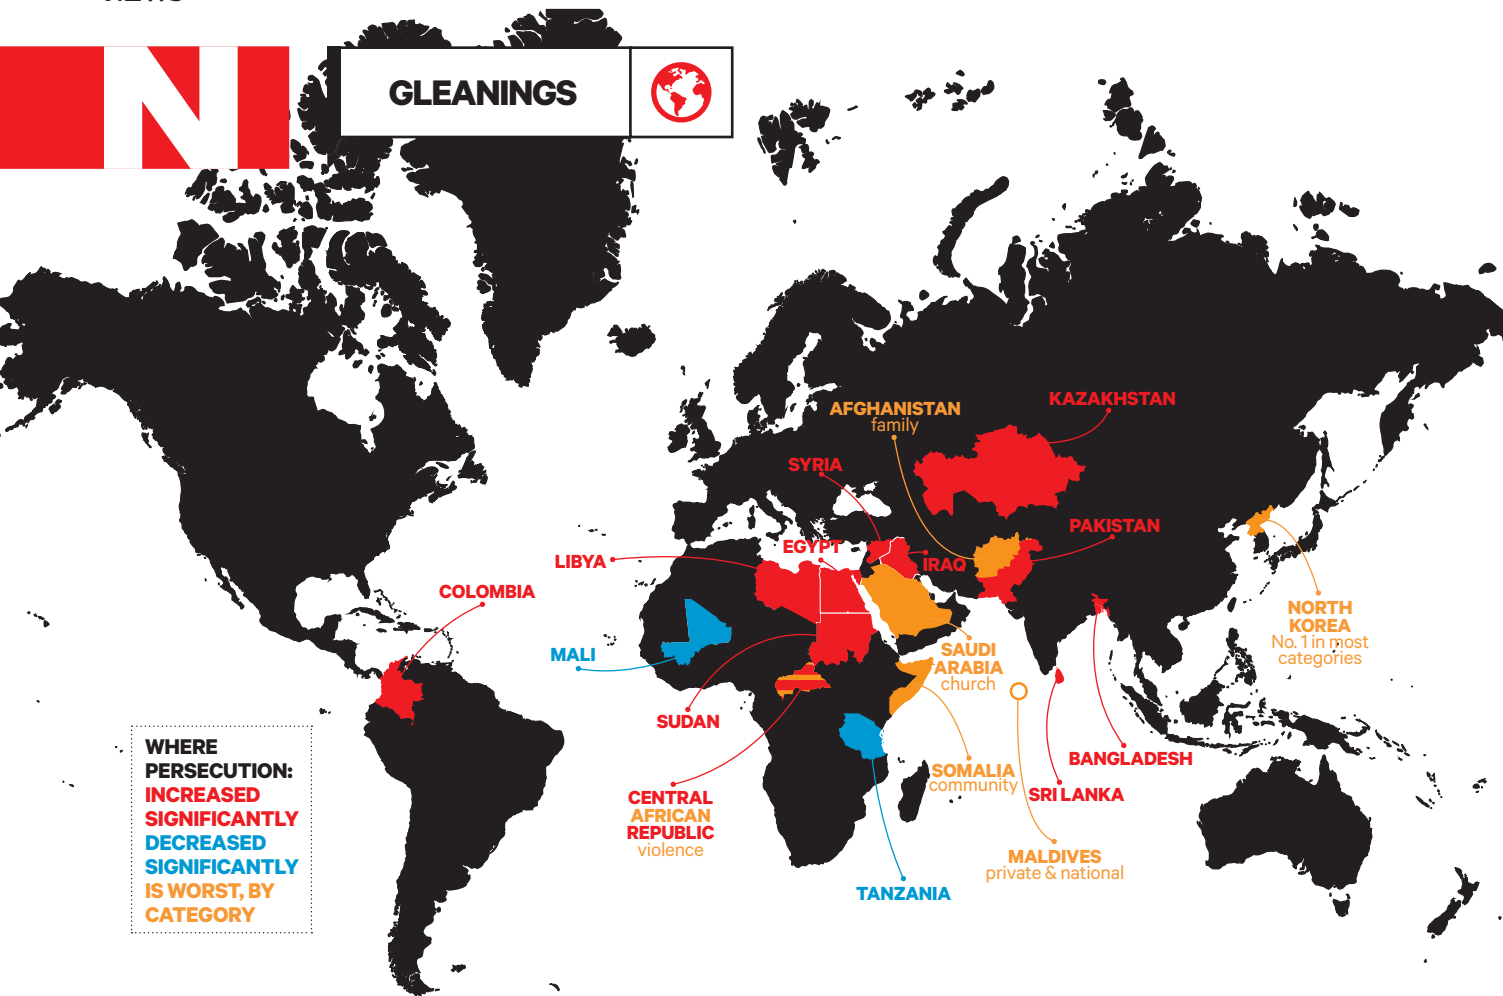 N
GLEANINGS
KAZAKHSTAN
AFGHANISTAN
family
SYRIA
PAKISTAN
EGYPT
LIBYA
IRAQ
COLOMBIA
NORTH
KOREA
No. 1 in most
categories
MALI
SAUDI
ARABIA
church
SUDAN
WHERE
PERSECUTION:
INCREASED
SIGNIFICANTLY
DECREASED
SIGNIFICANTLY
IS WORST, BY
CATEGORY
BANGLADESH
SOMALIA
community
SRI LANKA
CENTRAL
AFRICAN
REPUBLIC
violence
MALDIVES
private & national
TANZANIA